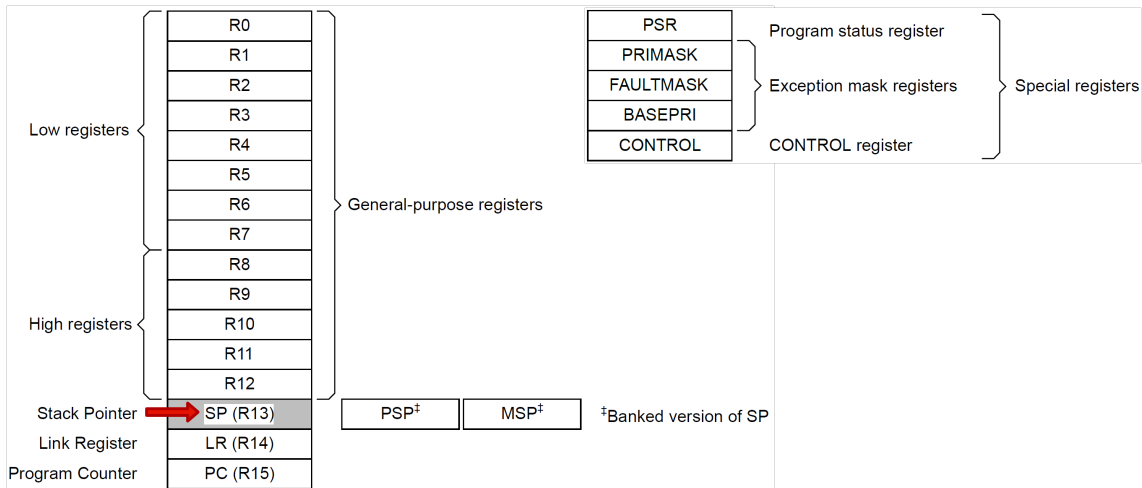 R0
R1
R2
R3
R4
R5
R6
R7
R8
R9
R10
R11
R12
SP (R13)
LR (R14)
PC (R15)
Low registers
High registers
Stack Pointer
Link Register
Program Counter
General-purpose registers
PSP‡
MSP‡
‡Banked version of SP
PSR
PRIMASK
FAULTMASK
BASEPRI
CONTROL
Program status register
Exception mask registers
CONTROL register
Special registers